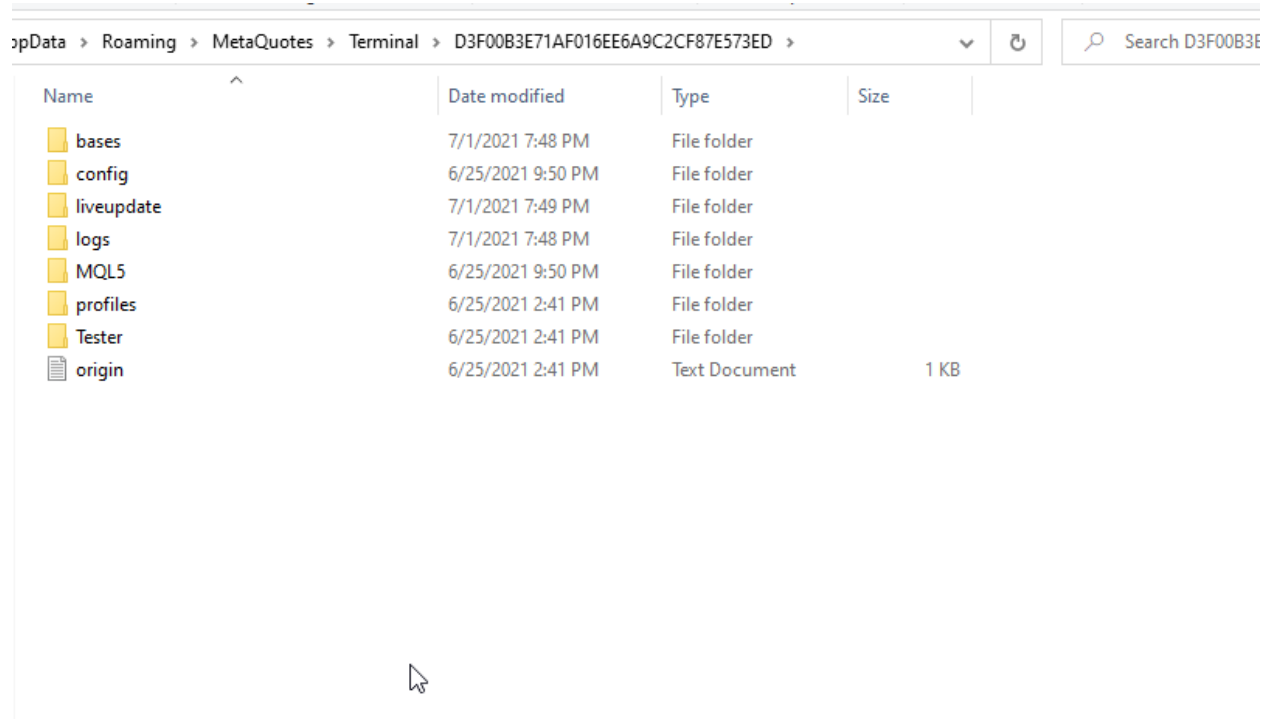 ppData > Roaming > MetaQuotes > Terminal > D3F00B3E71AF016EE6A9C2CF87E573ED > Search D3F00B3E
Name Date modified Type Size
bases 7/1/2021 7:48 PM File folder
config 6/25/2021 9:50 PM File folder
liveupdate 7/1/2021 7:49 PM File folder
logs 7/1/2021 7:48 PM File folder
MQL5 6/25/2021 9:50 PM File folder
profiles 6/25/2021 2:41 PM File folder
Tester 6/25/2021 2:41 PM File folder
origin 6/25/2021 2:41 PM Text Document 1 KB